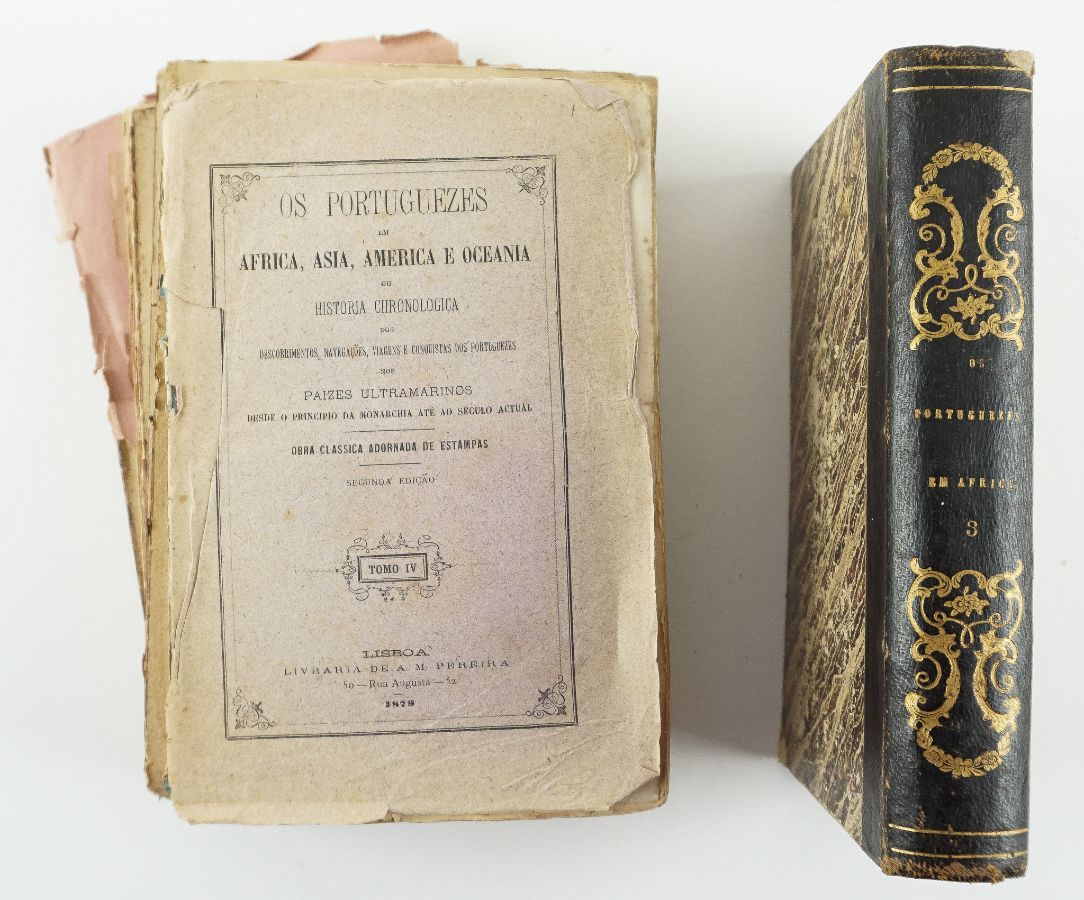 OS PORTUGUEZES
EM
AFRICA, ASIA, AMERICA E OCEANIA
OU
HISTORIA CHRONOLOGICA
DOS
DESCOBRIMENTOS, NAVEGAÇÕES, VIAGENS E CONQUISTAS DOS PORTUGUEZES
NOS
PAIZES ULTRAMARINOS
DESDE O PRINCIPIO DA MONARCHIA ATÉ AO SECULO ACTUAL
OBRA CLASSICA ADORNADA DE ESTAMPAS
SEGUNDA EDIÇÃO
TOMO IV
LISBOA
LIVRARIA DE A. M. PEREIRA
50—Rua Augusta—52
1879
OS
PORTUGUEZES
EM AFRICA
3